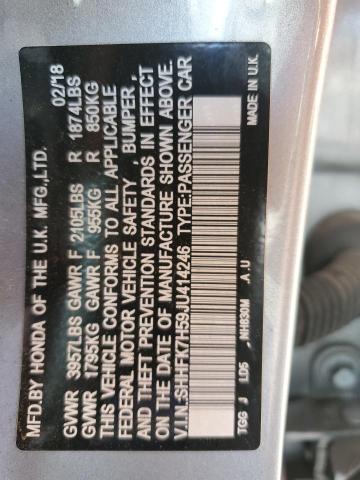 MFD.BY HONDA OF THE U.K. MFG.,LTD. 02/18
GVWR 3957LBS GAWR F 2105LBS R 1874LBS
GVWR 1795KG GAWR F 955KG R 850KG
THIS VEHICLE CONFORMS TO ALL APPLICABLE
FEDERAL MOTOR VEHICLE SAFETY , BUMPER ,
AND THEFT PREVENTION STANDARDS IN EFFECT
ON THE DATE OF MANUFACTURE SHOWN ABOVE.
V.I.N.:SHHFK7H59JU414246 TYPE:PASSENGER CAR
MADE IN U.K.
TGG J LD5 NH830M A U